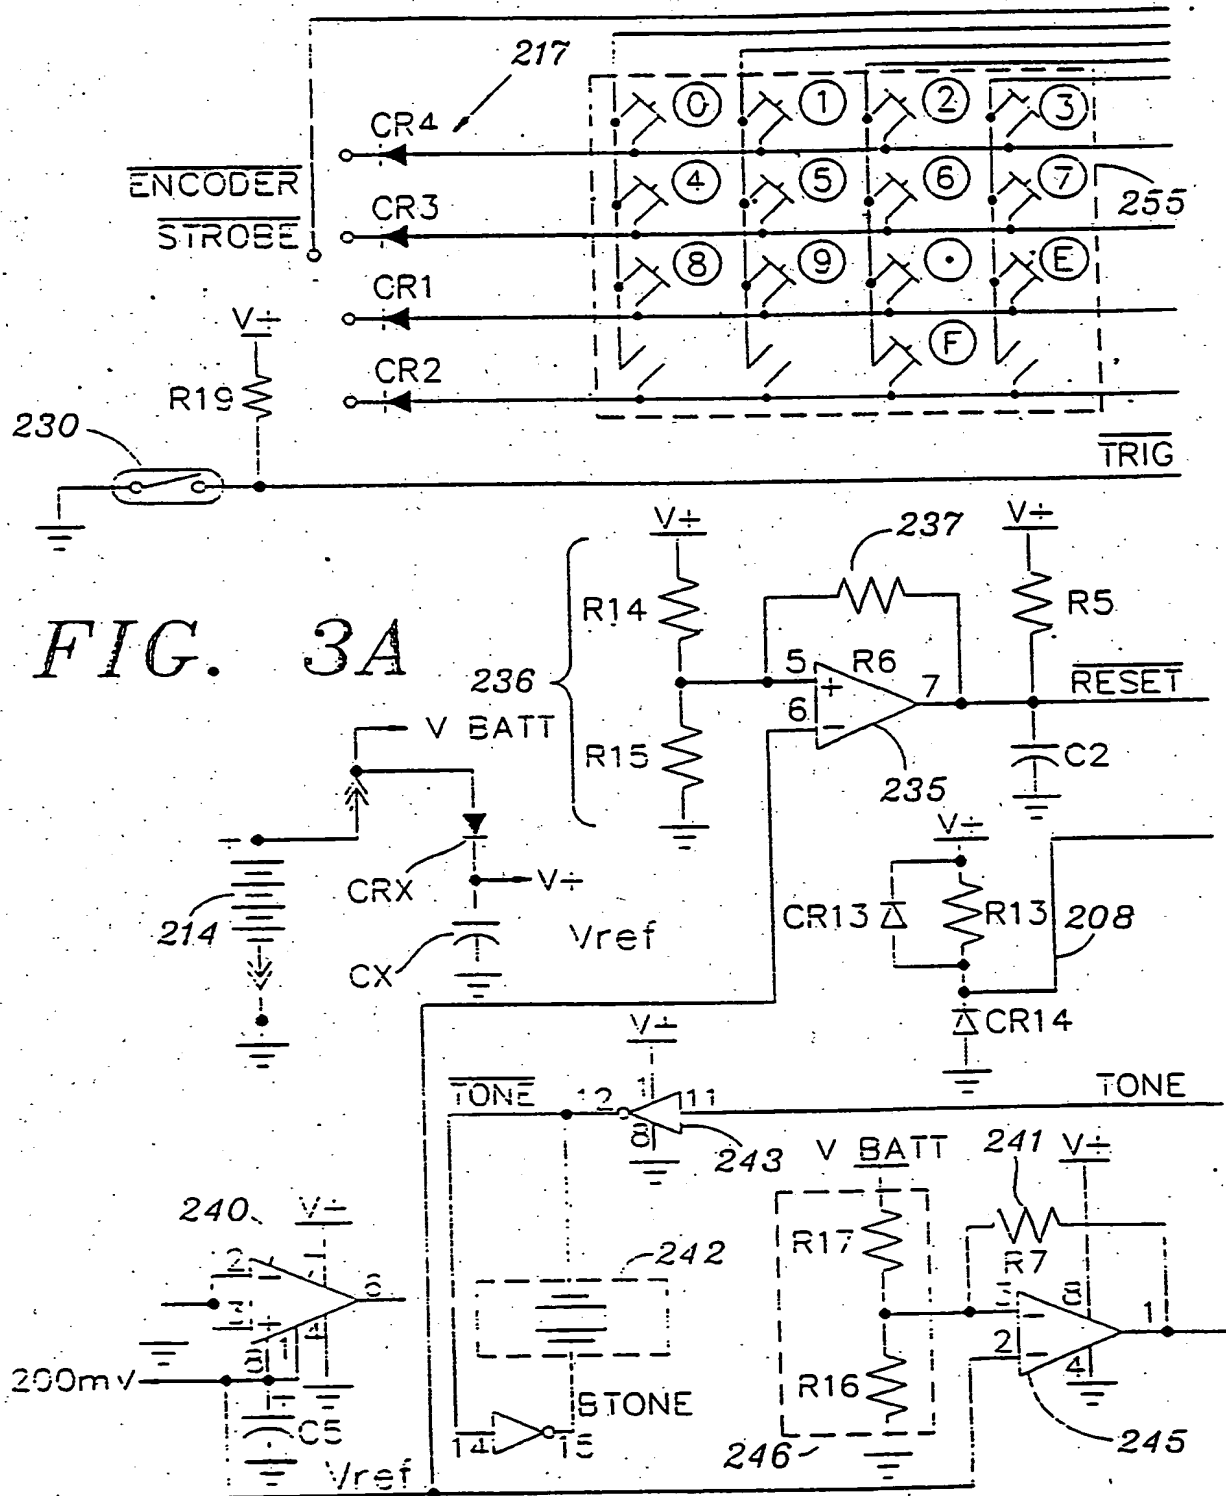 217
0 1 2 3
CR4
ENCODER
4 5 6 7
255
CR3
STROBE
8 9 • E
CR1
V+
F
CR2
R19
230
TRIG
V+
237
V+
R14
R5
FIG. 3A
236
5
R6
7
RESET
+
6
V BATT
−
R15
C2
235
+
V+
CRX
V+
CR13
R13
208
214
Vref
CX
CR14
V+
TONE
12
1
11
TONE
8
243
V BATT
241
V+
240
V+
R17
242
R7
2
−
7
6
8
1
3
+
−
2
−
4
8
1
4
R16
200mV
+
BTONE
C5
14
15
246
245
Vref